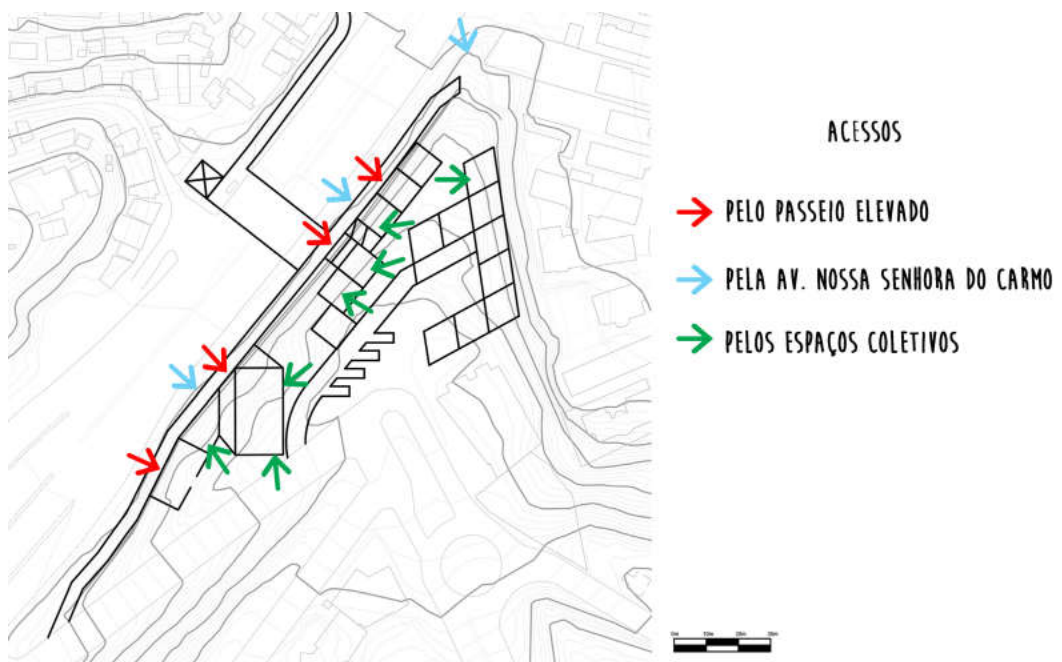 ACESSOS
PELO PASSEIO ELEVADO
PELA AV. NOSSA SENHORA DO CARMO
PELOS ESPAÇOS COLETIVOS